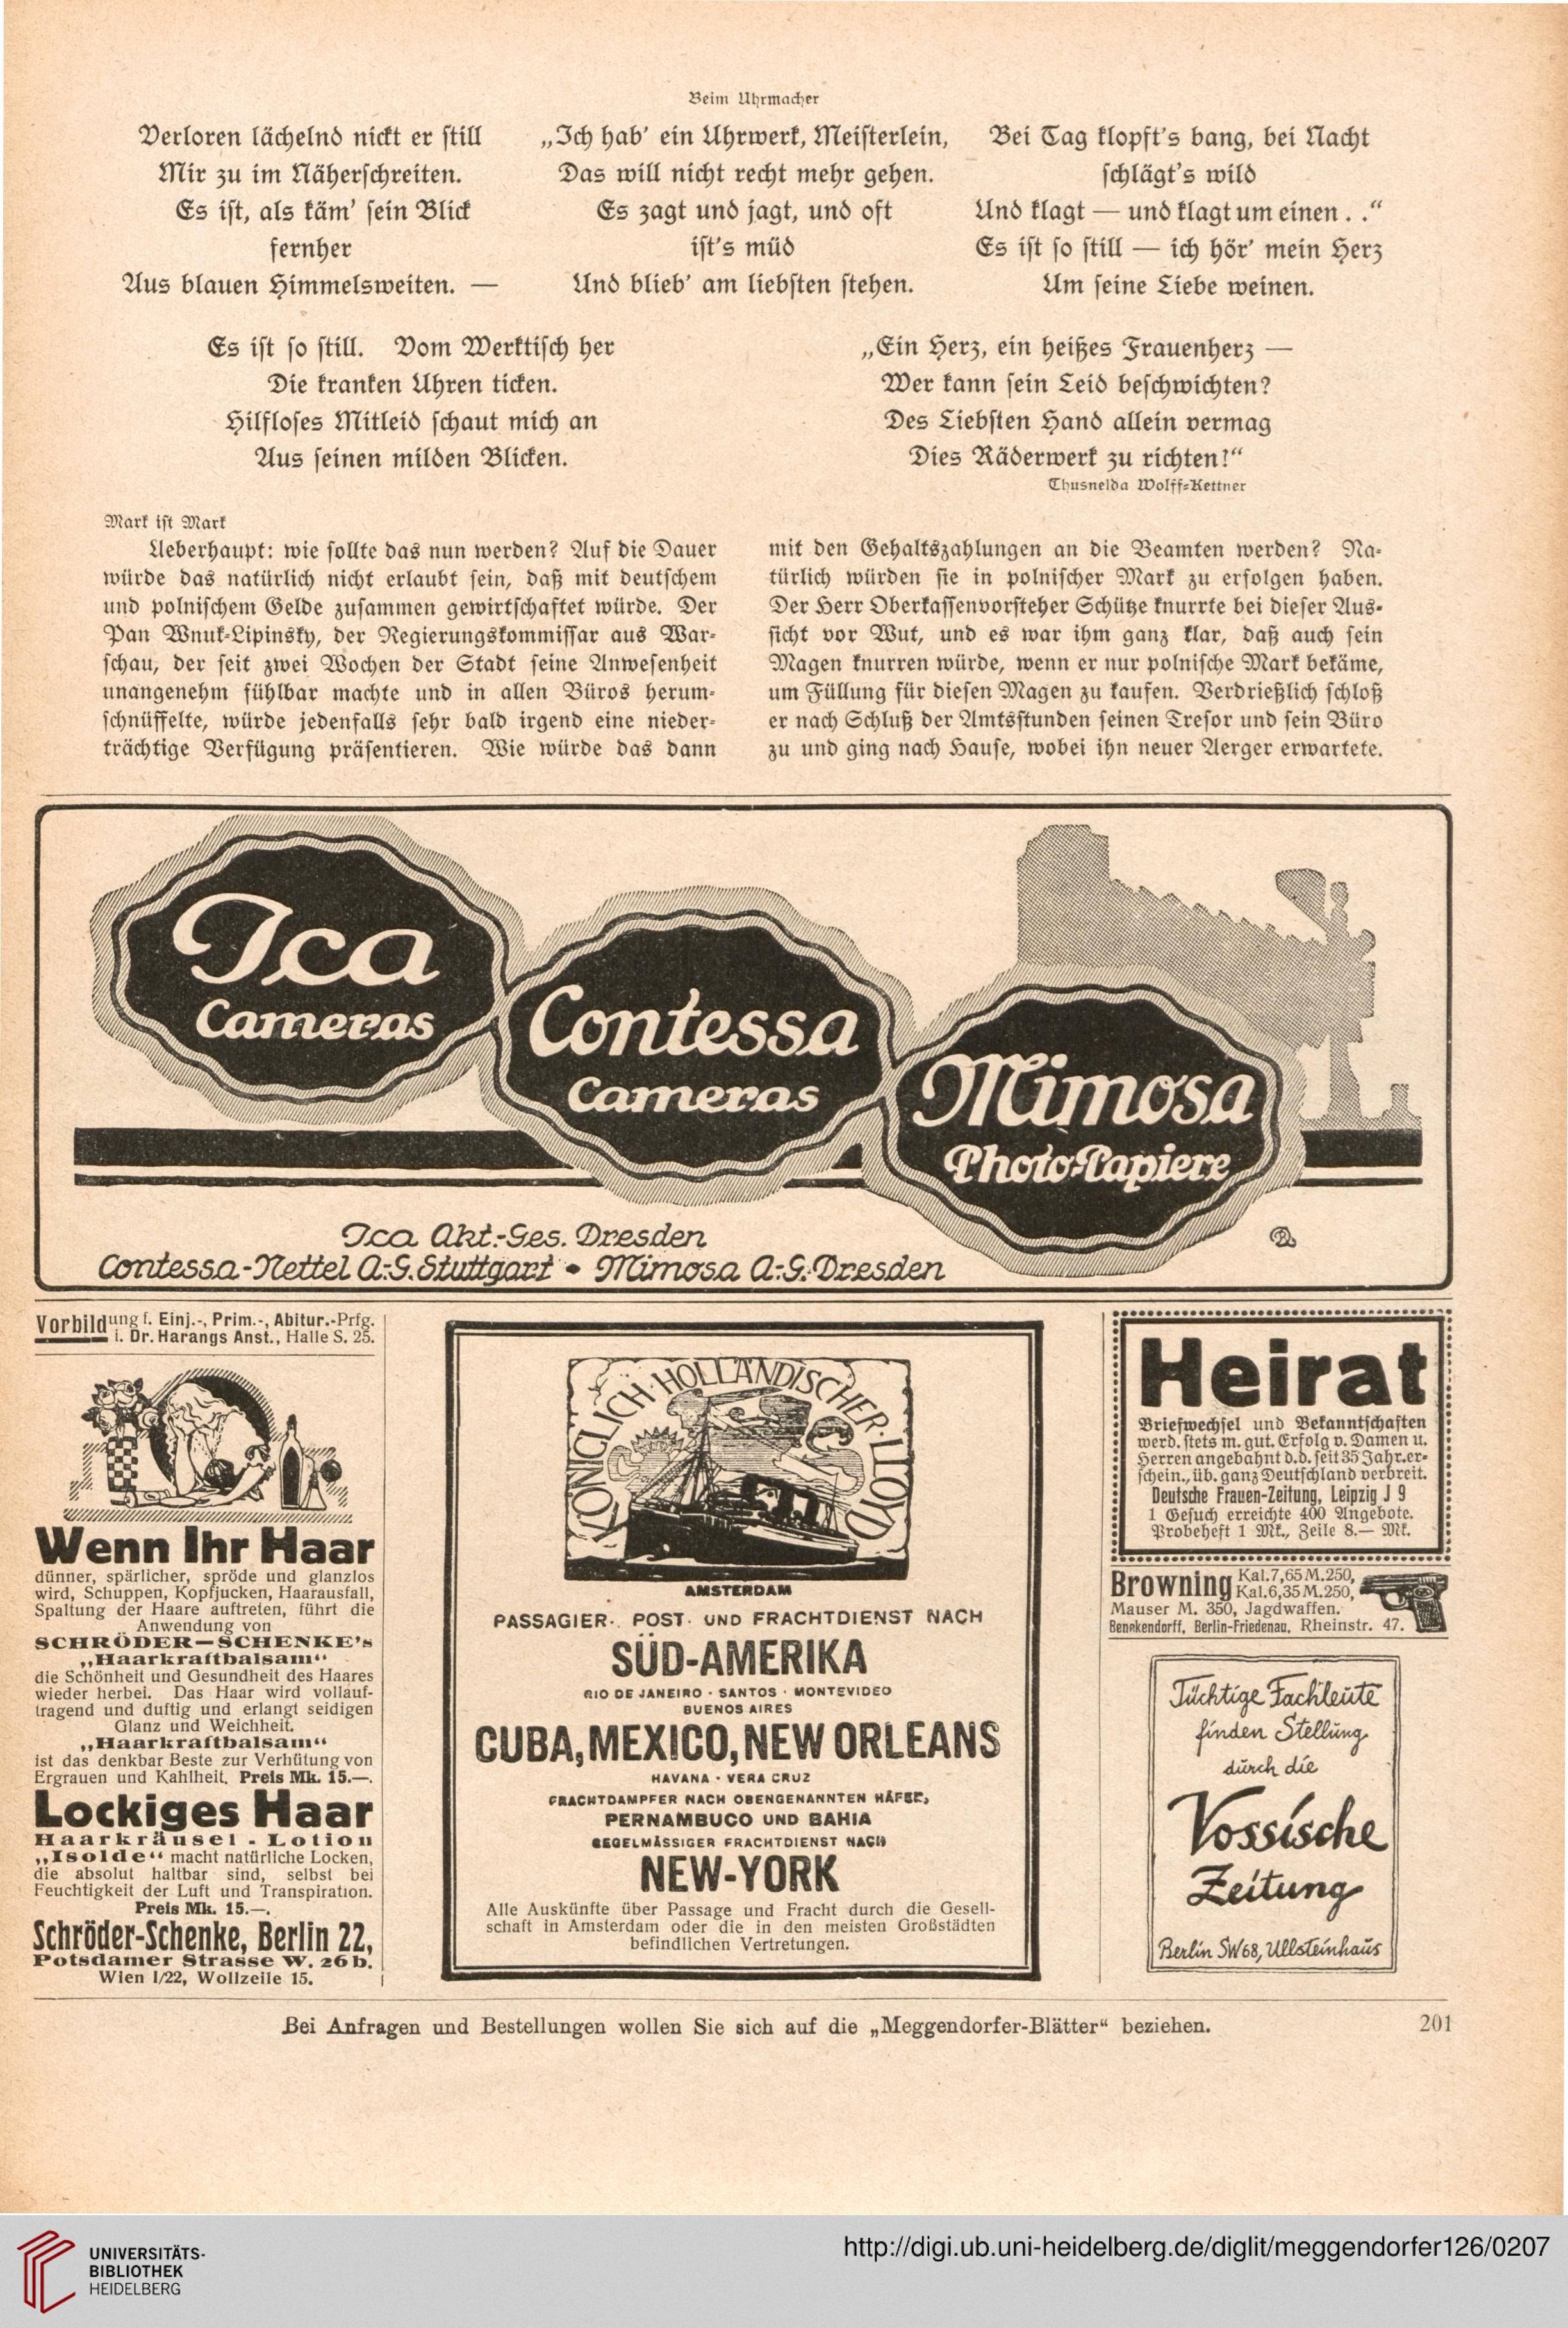 Beim Uhrmacher
Verloren lächelnd nickt er still
Mir zu im Näherschreiten.
Es ist, als käm' sein Blick
fernher
Aus blauen Himmelsweiten. —
„Ich hab' ein Uhrwerk, Meisterlein,
Das will nicht recht mehr gehen.
Es zagt und jagt, und oft
ist's müd
Und blieb' am liebsten stehen.
Bei Tag klopft's bang, bei Nacht
schlägt's wild
Und klagt — und klagt um einen . .“
Es ist so still — ich hör' mein Herz
Um seine Liebe weinen.
Es ist so still. Vom Werktisch her
Die kranken Uhren ticken.
Hilfloses Mitleid schaut mich an
Aus seinen milden Blicken.
„Ein Herz, ein heißes Frauenherz —
Wer kann sein Leid beschwichten?
Des Liebsten Hand allein vermag
Dies Räderwerk zu richten!“
Thusnelda Wolff-Kettner
Mark ist Mark
Ueberhaupt: wie sollte das nun werden? Auf die Dauer
würde das natürlich nicht erlaubt sein, daß mit deutschem
und polnischem Gelde zusammen gewirtschaftet würde. Der
Pan Wnuk-Lipinsky, der Regierungskommissar aus War-
schau, der seit zwei Wochen der Stadt seine Anwesenheit
unangenehm fühlbar machte und in allen Büros herum-
schnüffelte, würde jedenfalls sehr bald irgend eine nieder-
trächtige Verfügung präsentieren. Wie würde das dann
mit den Gehaltszahlungen an die Beamten werden? Na-
türlich würden sie in polnischer Mark zu erfolgen haben.
Der Herr Oberkassenvorsteher Schütze knurrte bei dieser Aus-
sicht vor Wut, und es war ihm ganz klar, daß auch sein
Magen knurren würde, wenn er nur polnische Mark bekäme,
um Füllung für diesen Magen zu kaufen. Verdrießlich schloß
er nach Schluß der Amtsstunden seinen Tresor und sein Büro
zu und ging nach Hause, wobei ihn neuer Aerger erwartete.
Ica
Cameras
Contessa
Cameras
Mimosa
Photo-Papiere
Ica Akt.-Ges. Dresden
Contessa-Nettel A.-G. Stuttgart • Mimosa A.-G. Dresden
Vorbildung f. Einj.-, Prim.-, Abitur.-Prfg.
i. Dr. Harangs Anst., Halle S. 25.
Wenn Ihr Haar
dünner, spärlicher, spröde und glanzlos
wird, Schuppen, Kopfjucken, Haarausfall,
Spaltung der Haare auftreten, führt die
Anwendung von
SCHRÖDER—SCHENKE's
„Haarkraftbalsam“
die Schönheit und Gesundheit des Haares
wieder herbei. Das Haar wird vollauf-
tragend und duftig und erlangt seidigen
Glanz und Weichheit.
„Haarkraftbalsam“
ist das denkbar Beste zur Verhütung von
Ergrauen und Kahlheit. Preis Mk. 15.—.
Lockiges Haar
Haarkräusel - Lotion
„Isolde“ macht natürliche Locken,
die absolut haltbar sind, selbst bei
Feuchtigkeit der Luft und Transpiration.
Preis Mk. 15.—.
Schröder-Schenke, Berlin 22,
Potsdamer Strasse W. 26b.
Wien I/22, Wollzeile 15.
KÖNIGLICH·HOLLÄNDISCHER·LLOYD
AMSTERDAM
PASSAGIER-, POST- UND FRACHTDIENST NACH
SÜD-AMERIKA
RIO DE JANEIRO · SANTOS · MONTEVIDEO
BUENOS AIRES
CUBA, MEXICO, NEW ORLEANS
HAVANA · VERA CRUZ
FRACHTDAMPFER NACH OBENGENANNTEN HÄFEN,
PERNAMBUCO UND BAHIA
REGELMÄSSIGER FRACHTDIENST NACH
NEW-YORK
Alle Auskünfte über Passage und Fracht durch die Gesell-
schaft in Amsterdam oder die in den meisten Großstädten
befindlichen Vertretungen.
Heirat
Briefwechsel und Bekanntschaften
werd. stets m. gut. Erfolg v. Damen u.
Herren angebahnt d. d. seit 35 Jahr. er-
schein., üb. ganz Deutschland verbreit.
Deutsche Frauen-Zeitung, Leipzig J 9
1 Gesuch erreichte 400 Angebote.
Probeheft 1 Mk., Zeile 8.— Mk.
Browning Kal. 7,65 M. 250,
Kal. 6,35 M. 250,
Mauser M. 350, Jagdwaffen.
Benekendorff, Berlin-Friedenau, Rheinstr. 47.
Tüchtige Fachleute
finden Stellung
durch die
Vossische
Zeitung
Berlin SW68, Ullsteinhaus
Bei Anfragen und Bestellungen wollen Sie sich auf die „Meggendorfer-Blätter“ beziehen.
201
UNIVERSITÄTS-
BIBLIOTHEK
HEIDELBERG
http://digi.ub.uni-heidelberg.de/diglit/meggendorfer126/0207